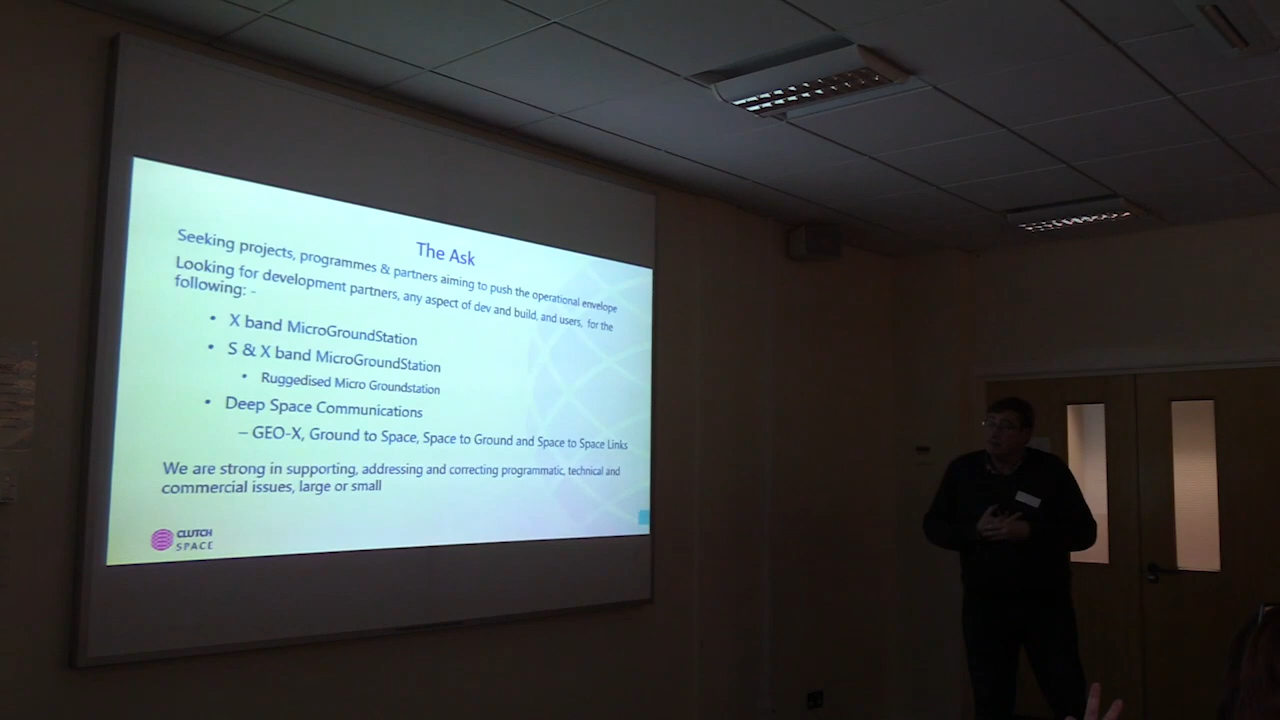 The Ask
Seeking projects, programmes & partners aiming to push the operational envelope
Looking for development partners, any aspect of dev and build, and users, for the
following: -
• X band MicroGroundStation
• S & X band MicroGroundStation
• Ruggedised Micro Groundstation
• Deep Space Communications
– GEO-X, Ground to Space, Space to Ground and Space to Space Links
We are strong in supporting, addressing and correcting programmatic, technical and
commercial issues, large or small
CLUTCH
SPACE